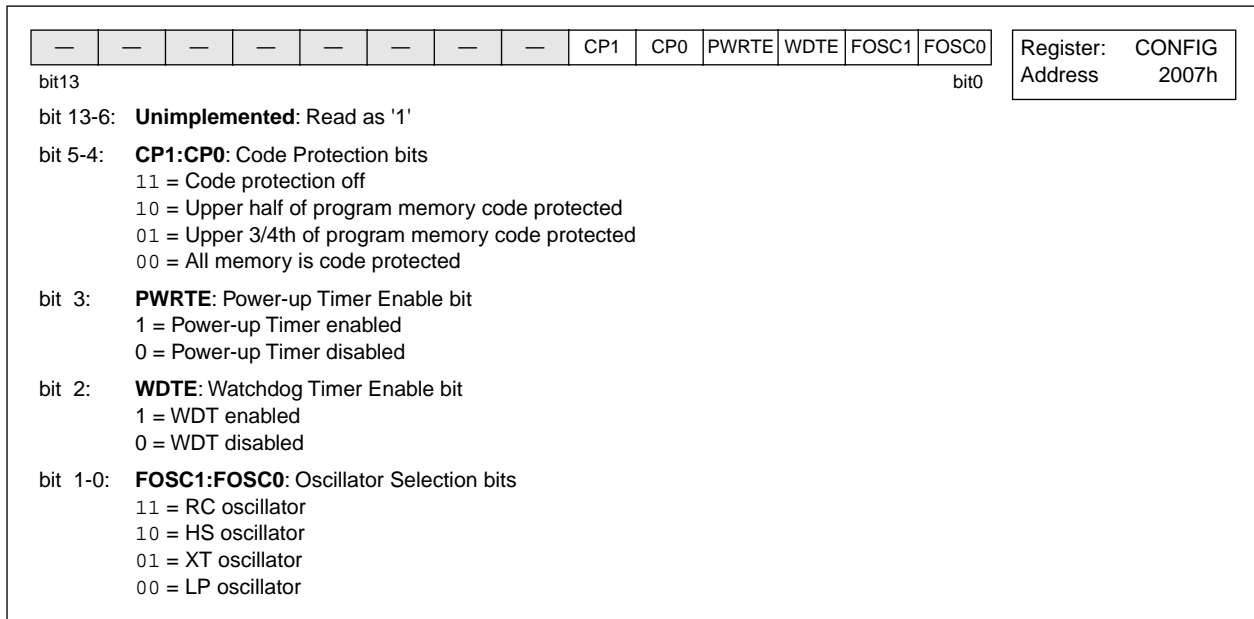 — — — — — — — — CP1 CP0 PWRTE WDTE FOSC1 FOSC0
Register: CONFIG
Address 2007h
bit13 bit0
bit 13-6: Unimplemented: Read as '1'
bit 5-4: CP1:CP0: Code Protection bits
11 = Code protection off
10 = Upper half of program memory code protected
01 = Upper 3/4th of program memory code protected
00 = All memory is code protected
bit 3: PWRTE: Power-up Timer Enable bit
1 = Power-up Timer enabled
0 = Power-up Timer disabled
bit 2: WDTE: Watchdog Timer Enable bit
1 = WDT enabled
0 = WDT disabled
bit 1-0: FOSC1:FOSC0: Oscillator Selection bits
11 = RC oscillator
10 = HS oscillator
01 = XT oscillator
00 = LP oscillator